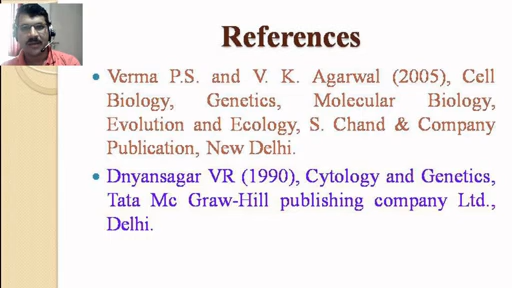 References
Verma P.S. and V. K. Agarwal (2005), Cell
Biology, Genetics, Molecular Biology,
Evolution and Ecology, S. Chand & Company
Publication, New Delhi.
Dnyansagar VR (1990), Cytology and Genetics,
Tata Mc Graw-Hill publishing company Ltd.,
Delhi.